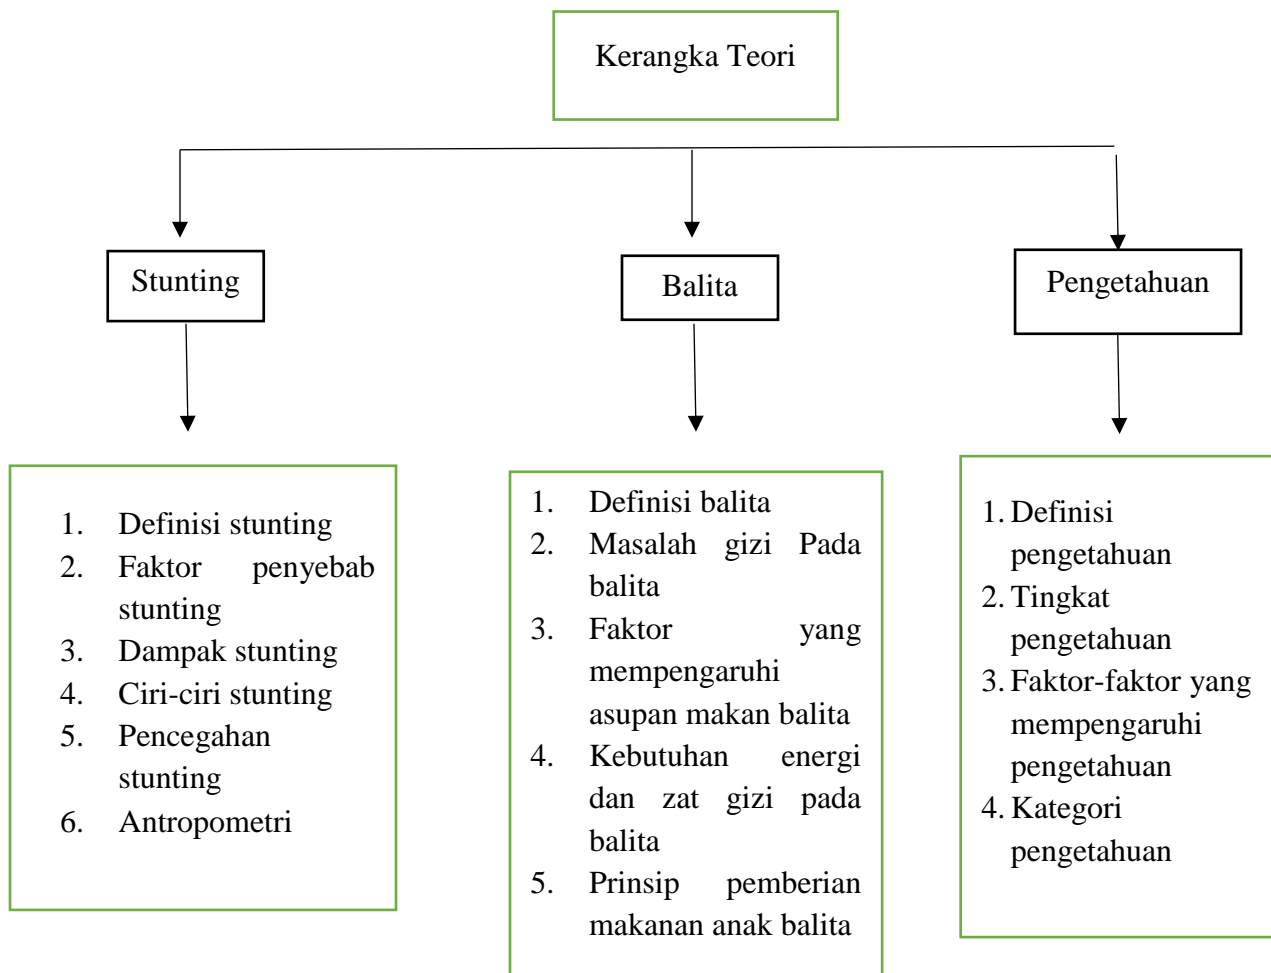 Kerangka Teori
Stunting
Balita
Pengetahuan
1. Definisi stunting
2. Faktor penyebab
stunting
3. Dampak stunting
4. Ciri-ciri stunting
5. Pencegahan
stunting
6. Antropometri
1. Definisi balita
2. Masalah gizi Pada
balita
3. Faktor yang
mempengaruhi
asupan makan balita
4. Kebutuhan energi
dan zat gizi pada
balita
5. Prinsip pemberian
makanan anak balita
1. Definisi
pengetahuan
2. Tingkat
pengetahuan
3. Faktor-faktor yang
mempengaruhi
pengetahuan
4. Kategori
pengetahuan